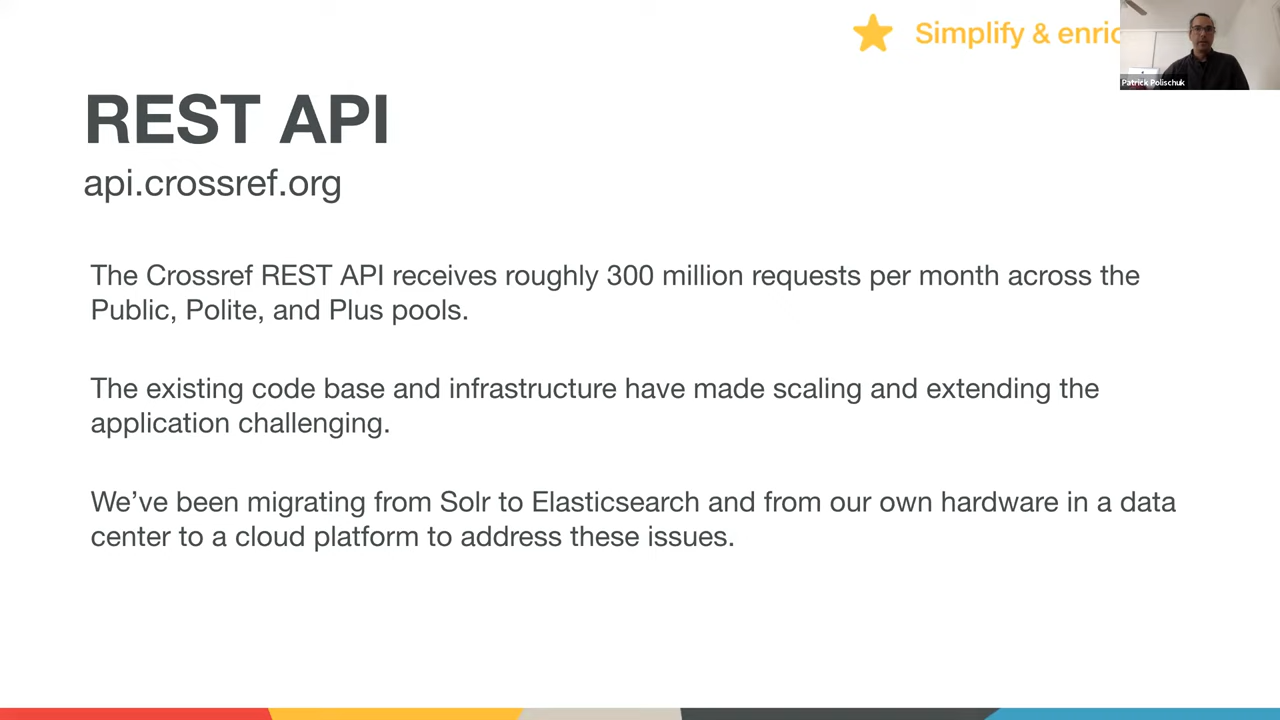 Simplify & enric
Patrick Polischuk
REST API
api.crossref.org
The Crossref REST API receives roughly 300 million requests per month across the
Public, Polite, and Plus pools.
The existing code base and infrastructure have made scaling and extending the
application challenging.
We’ve been migrating from Solr to Elasticsearch and from our own hardware in a data
center to a cloud platform to address these issues.